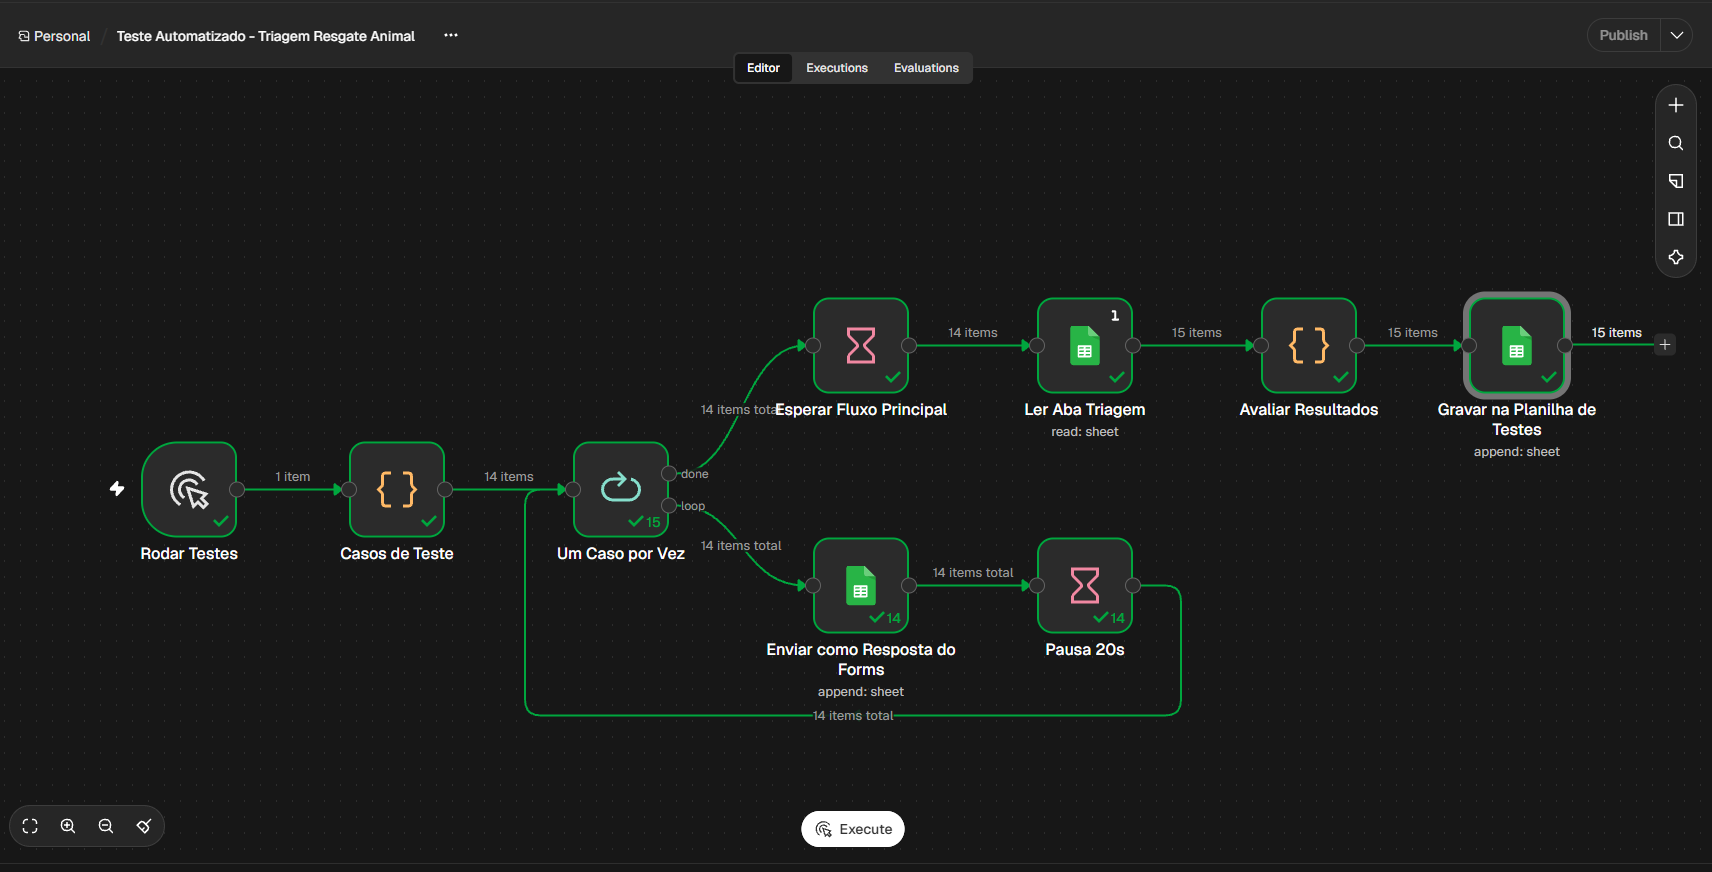 Personal / Teste Automatizado - Triagem Resgate Animal ...
Publish
Editor Executions Evaluations
1
14 items
15 items
15 items
15 items
14 items total
Esperar Fluxo Principal
Ler Aba Triagem
read: sheet
Avaliar Resultados
Gravar na Planilha de
Testes
append: sheet
1 item
14 items
done
loop
15
Rodar Testes
Casos de Teste
Um Caso por Vez
14 items total
14 items total
14
14
Enviar como Resposta do
Forms
append: sheet
Pausa 20s
14 items total
Execute